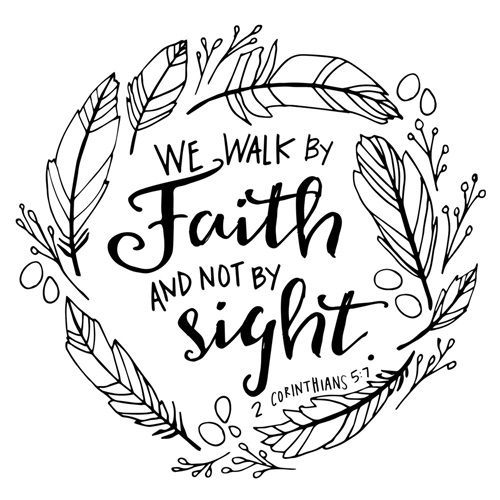 WE WALK BY
Faith
AND NOT BY
sight.
2 CORINTHIANS 5:7